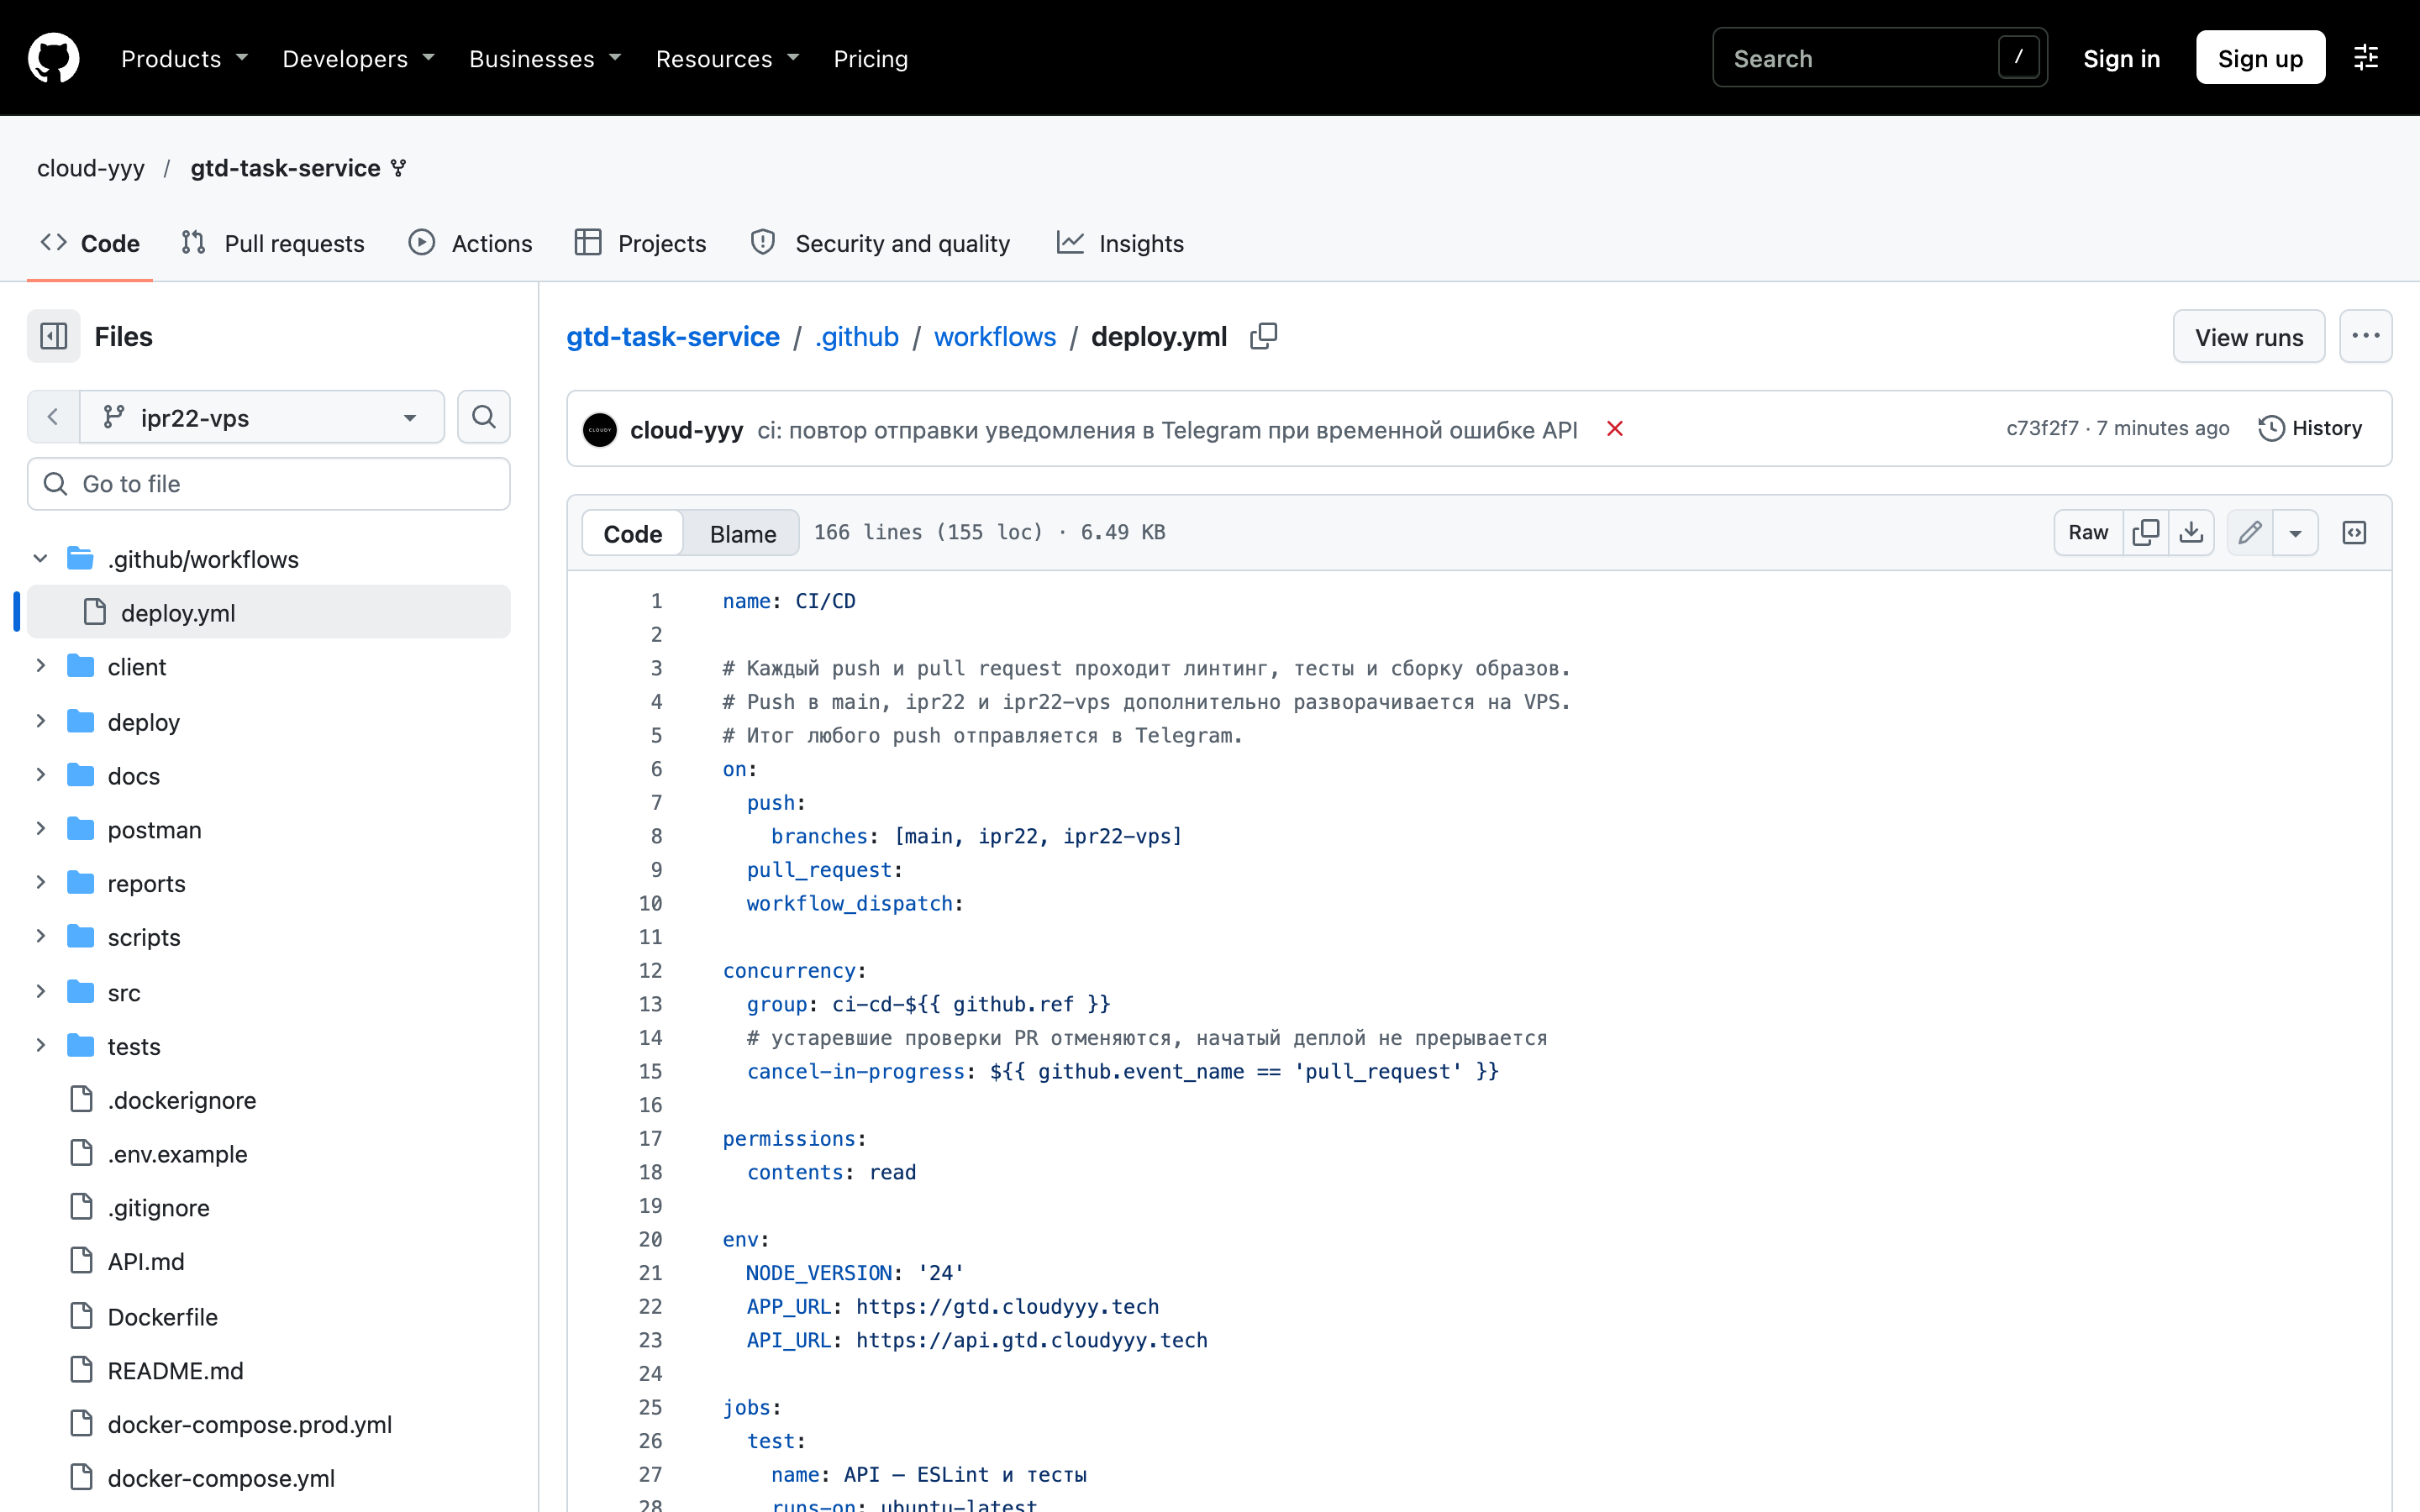 Products Developers Businesses Resources Pricing Search / Sign in Sign up
cloud-yyy / gtd-task-service
Code Pull requests Actions Projects Security and quality Insights
Files
ipr22-vps
Go to file
.github/workflows
deploy.yml
client
deploy
docs
postman
reports
scripts
src
tests
.dockerignore
.env.example
.gitignore
API.md
Dockerfile
README.md
docker-compose.prod.yml
docker-compose.yml
gtd-task-service / .github / workflows / deploy.yml View runs
CLOUDY cloud-yyy ci: повтор отправки уведомления в Telegram при временной ошибке API c73f2f7 · 7 minutes ago History
Code Blame 166 lines (155 loc) · 6.49 KB Raw
1 name: CI/CD
2
3 # Каждый push и pull request проходит линтинг, тесты и сборку образов.
4 # Push в main, ipr22 и ipr22-vps дополнительно разворачивается на VPS.
5 # Итог любого push отправляется в Telegram.
6 on:
7 push:
8 branches: [main, ipr22, ipr22-vps]
9 pull_request:
10 workflow_dispatch:
11
12 concurrency:
13 group: ci-cd-${{ github.ref }}
14 # устаревшие проверки PR отменяются, начатый деплой не прерывается
15 cancel-in-progress: ${{ github.event_name == 'pull_request' }}
16
17 permissions:
18 contents: read
19
20 env:
21 NODE_VERSION: '24'
22 APP_URL: https://gtd.cloudyyy.tech
23 API_URL: https://api.gtd.cloudyyy.tech
24
25 jobs:
26 test:
27 name: API — ESLint и тесты
28 runs-on: ubuntu-latest